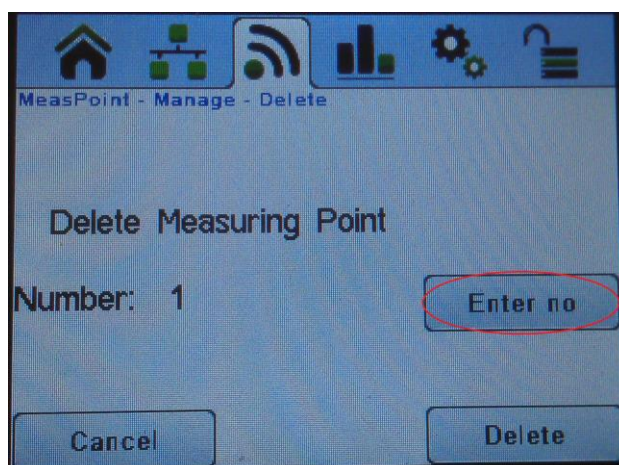 MeasPoint - Manage - Delete
Delete Measuring Point
Number: 1
Enter no
Cancel
Delete